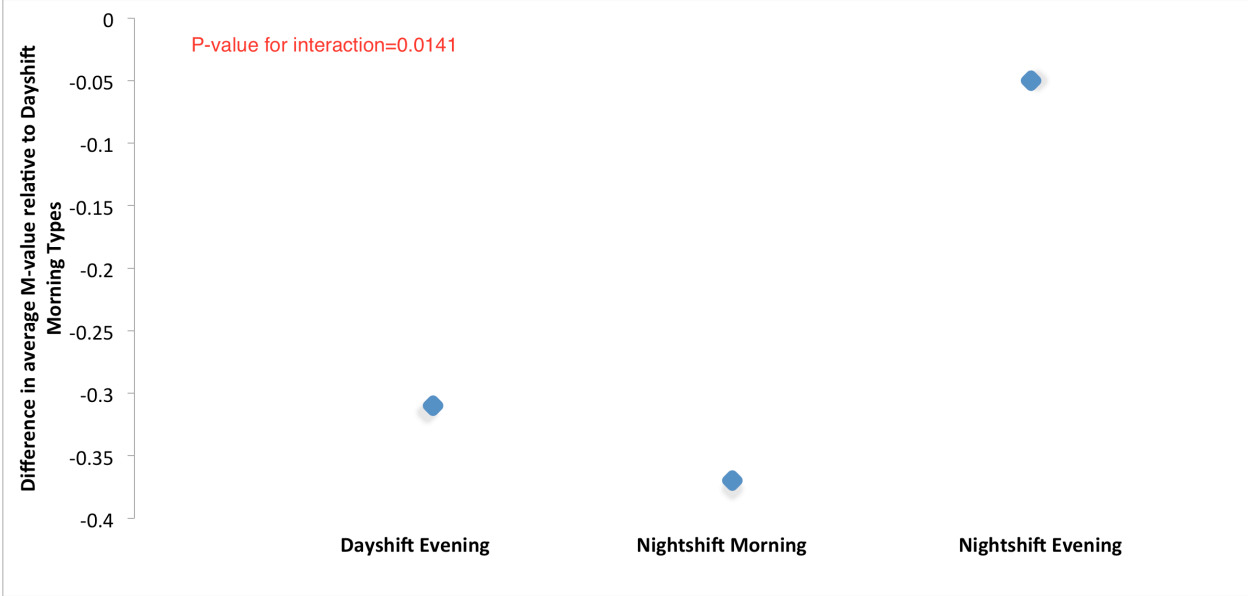 P-value for interaction=0.0141
Difference in average M-value relative to Dayshift
Morning Types
0
-0.05
-0.1
-0.15
-0.2
-0.25
-0.3
-0.35
-0.4
Dayshift Evening
Nightshift Morning
Nightshift Evening